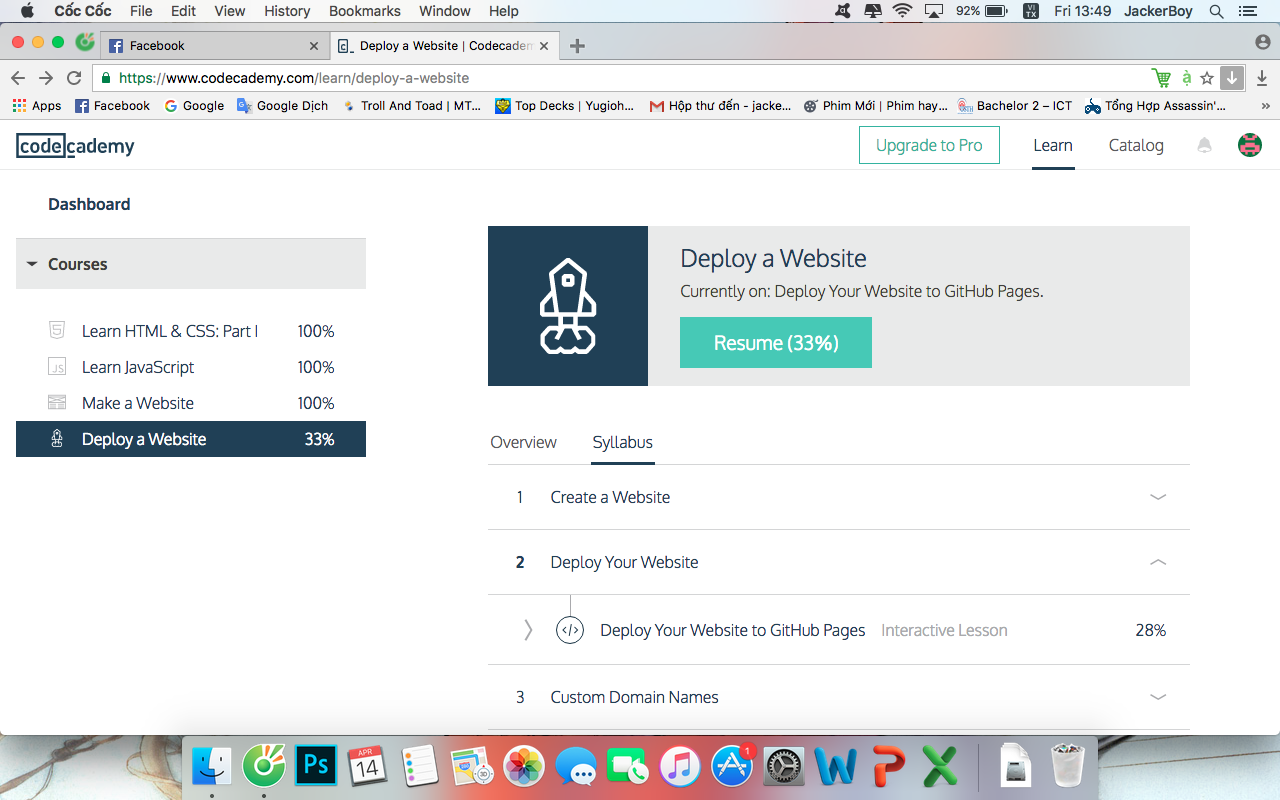 Cốc Cốc File Edit View History Bookmarks Window Help 92% VI TX Fri 13:49 JackerBoy
Facebook Deploy a Website | Codecadem
https://www.codecademy.com/learn/deploy-a-website
Apps Facebook Google Google Dịch Troll And Toad | MT... Top Decks | Yugioh... Hộp thư đến - jacke... Phim Mới | Phim hay... Bachelor 2 – ICT Tổng Hợp Assassin'... »
codecademy Upgrade to Pro Learn Catalog
Dashboard
Courses
Learn HTML & CSS: Part I 100%
JS Learn JavaScript 100%
Make a Website 100%
Deploy a Website 33%
Deploy a Website
Currently on: Deploy Your Website to GitHub Pages.
Resume (33%)
Overview Syllabus
1 Create a Website
2 Deploy Your Website
</> Deploy Your Website to GitHub Pages Interactive Lesson 28%
3 Custom Domain Names
Ps APR 14 1